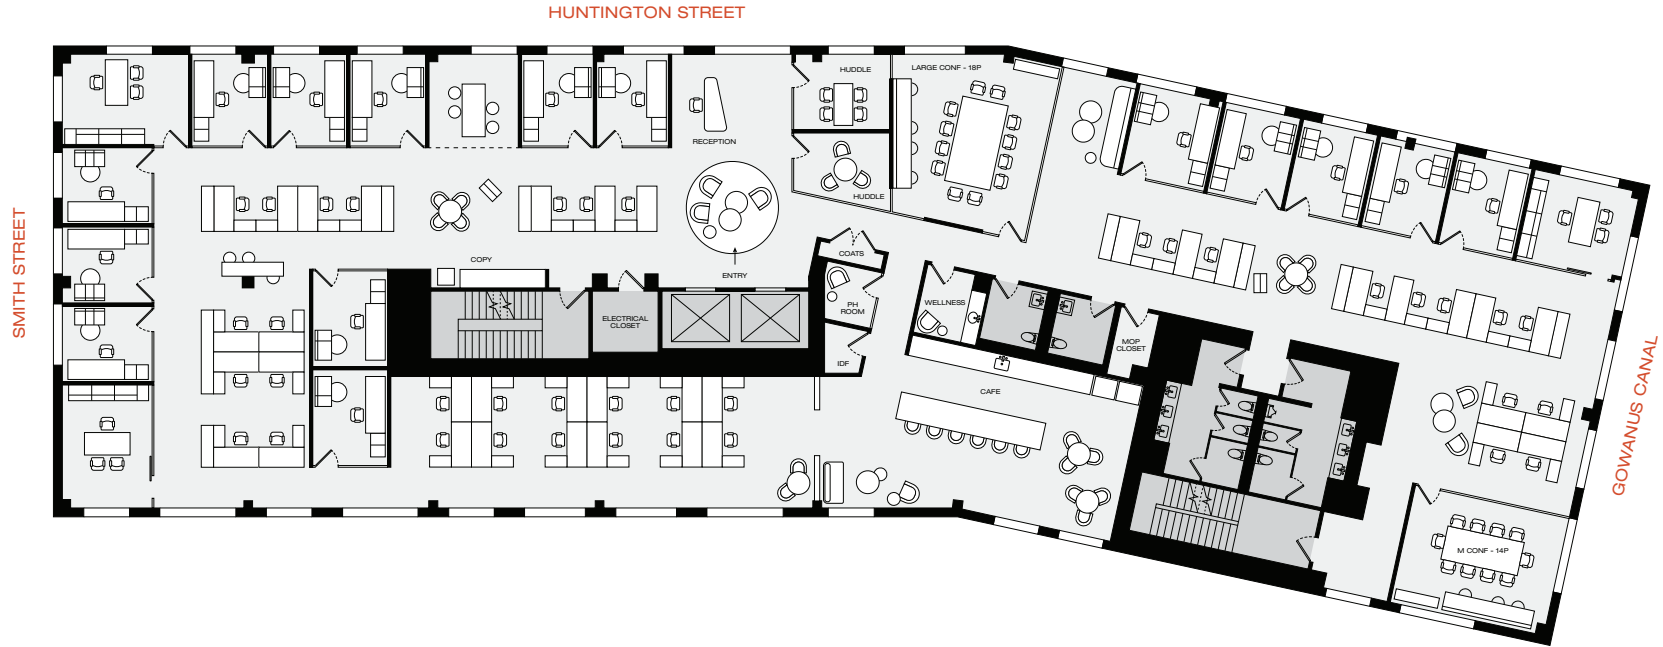 HUNTINGTON STREET
SMITH STREET
GOWANUS CANAL
HUDDLE
LARGE CONF - 18P
RECEPTION
HUDDLE
COPY
ENTRY
COATS
PH
ROOM
WELLNESS
ELECTRICAL
CLOSET
MOP
CLOSET
IDF
CAFE
M CONF - 14P